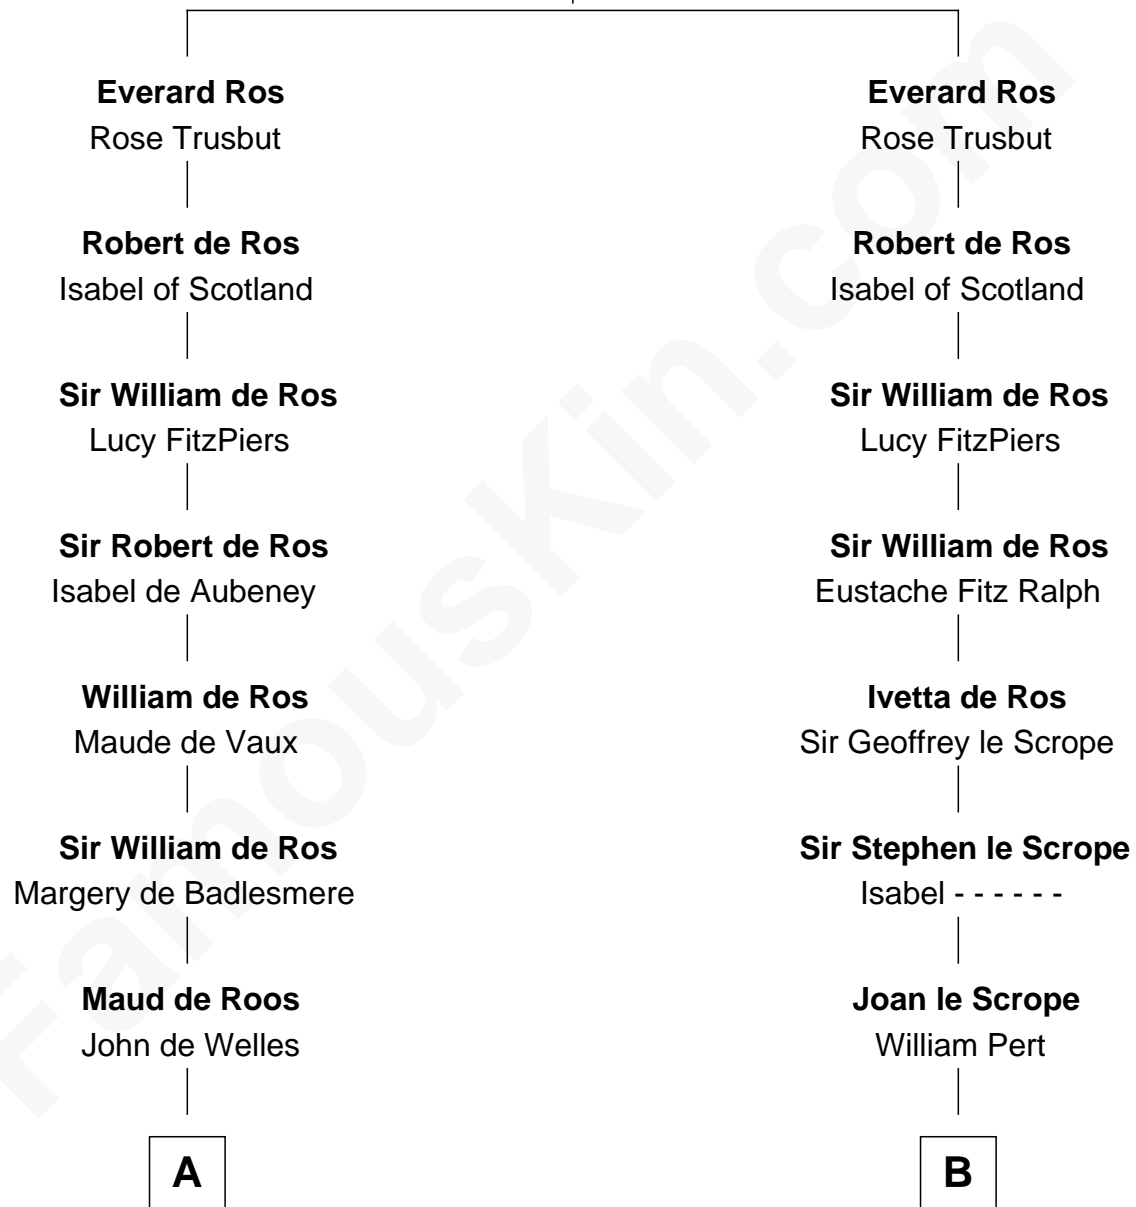 Everard Ros
Rose Trusbut
Robert de Ros
Isabel of Scotland
Sir William de Ros
Lucy FitzPiers
Sir Robert de Ros
Isabel de Aubeney
William de Ros
Maude de Vaux
Sir William de Ros
Margery de Badlesmere
Maud de Roos
John de Welles
A
Everard Ros
Rose Trusbut
Robert de Ros
Isabel of Scotland
Sir William de Ros
Lucy FitzPiers
Sir William de Ros
Eustache Fitz Ralph
Ivetta de Ros
Sir Geoffrey le Scrope
Sir Stephen le Scrope
Isabel - - - - - -
Joan le Scrope
William Pert
B
FamousKin.com